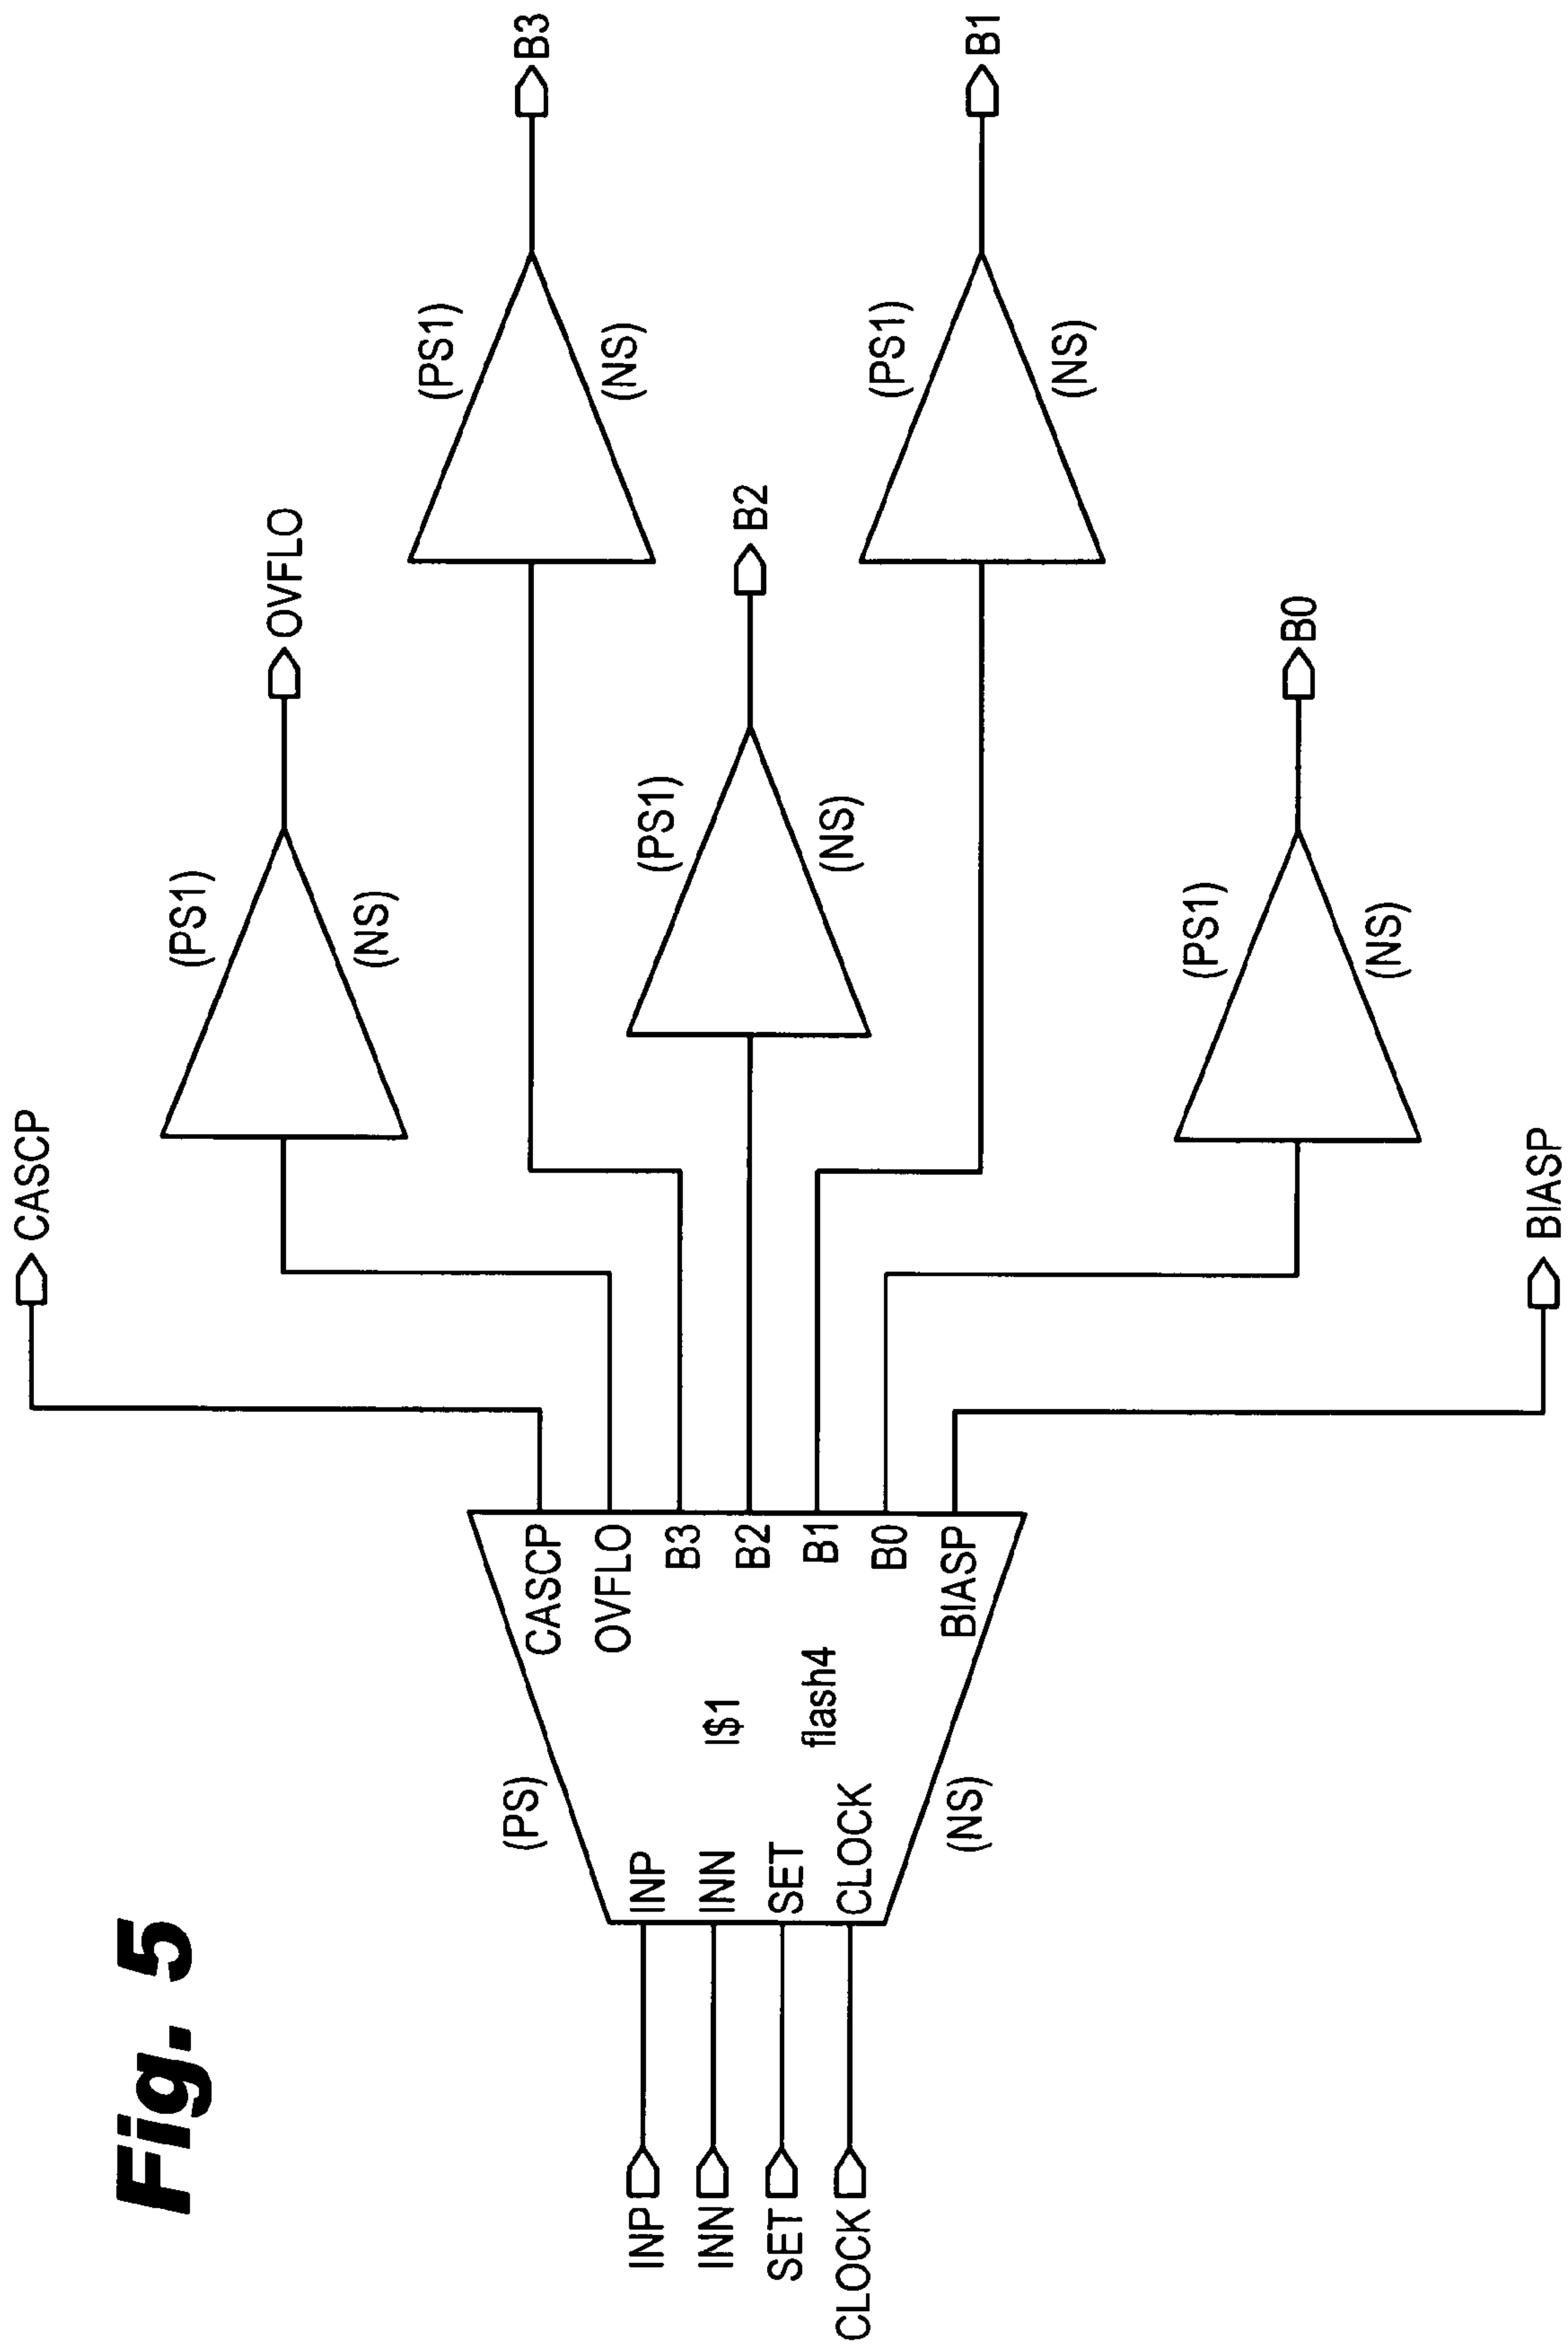 Fig. 5
CASCP
OVFLO
(PS1)
(NS)
B3
(PS1)
(NS)
B2
(PS1)
(NS)
B1
(PS1)
(NS)
B0
(PS1)
(NS)
BIASP
(PS)
INP
INN
SET
CLOCK
INP
INN
SET
CLOCK
I$1
flash4
CASCP
OVFLO
B3
B2
B1
B0
BIASP
(NS)